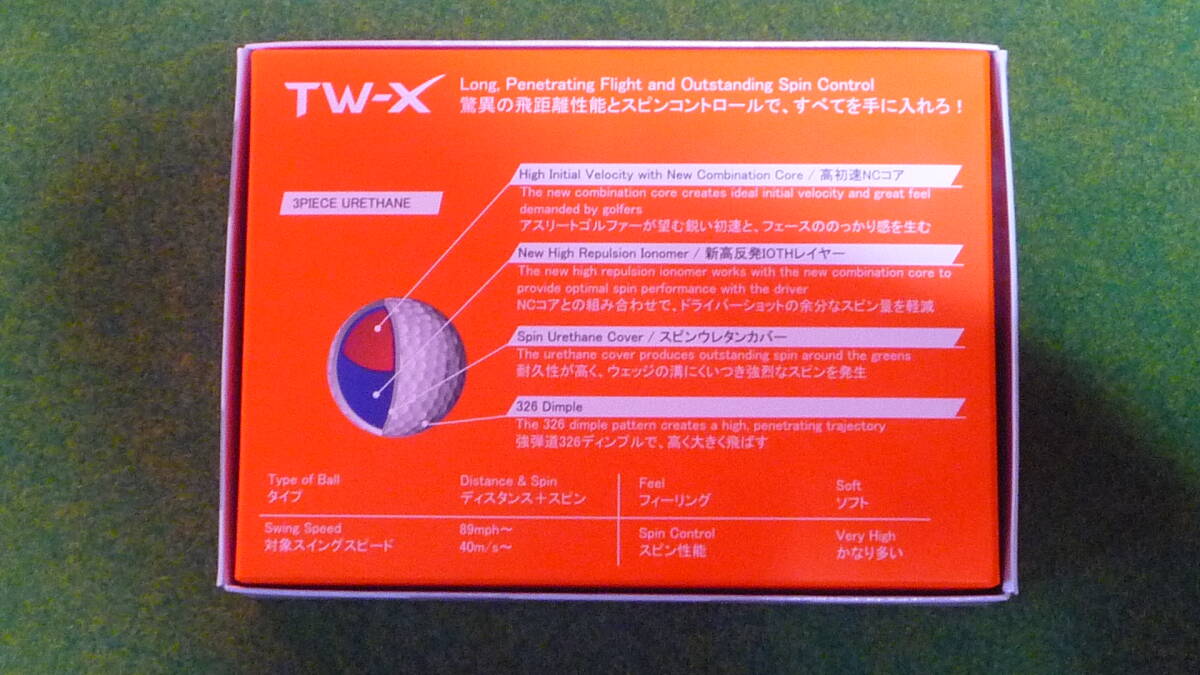 TW-X
Long, Penetrating Flight and Outstanding Spin Control
驚異の飛距離性能とスピンコントロールで、すべてを手に入れろ！
3PIECE URETHANE
High Initial Velocity with New Combination Core / 高初速NCコア
The new combination core creates ideal initial velocity and great feel
demanded by golfers
アスリートゴルファーが望む鋭い初速と、フェースののっかり感を生む
New High Repulsion Ionomer / 新高反発IOTHレイヤー
The new high repulsion ionomer works with the new combination core to
provide optimal spin performance with the driver
NCコアとの組み合わせで、ドライバーショットの余分なスピン量を軽減
Spin Urethane Cover / スピンウレタンカバー
The urethane cover produces outstanding spin around the greens
耐久性が高く、ウェッジの溝にくいつき強烈なスピンを発生
326 Dimple
The 326 dimple pattern creates a high, penetrating trajectory
強弾道326ディンプルで、高く大きく飛ばす
Type of Ball
タイプ
Distance & Spin
ディスタンス＋スピン
Feel
フィーリング
Soft
ソフト
Swing Speed
対象スイングスピード
89mph〜
40m/s〜
Spin Control
スピン性能
Very High
かなり多い